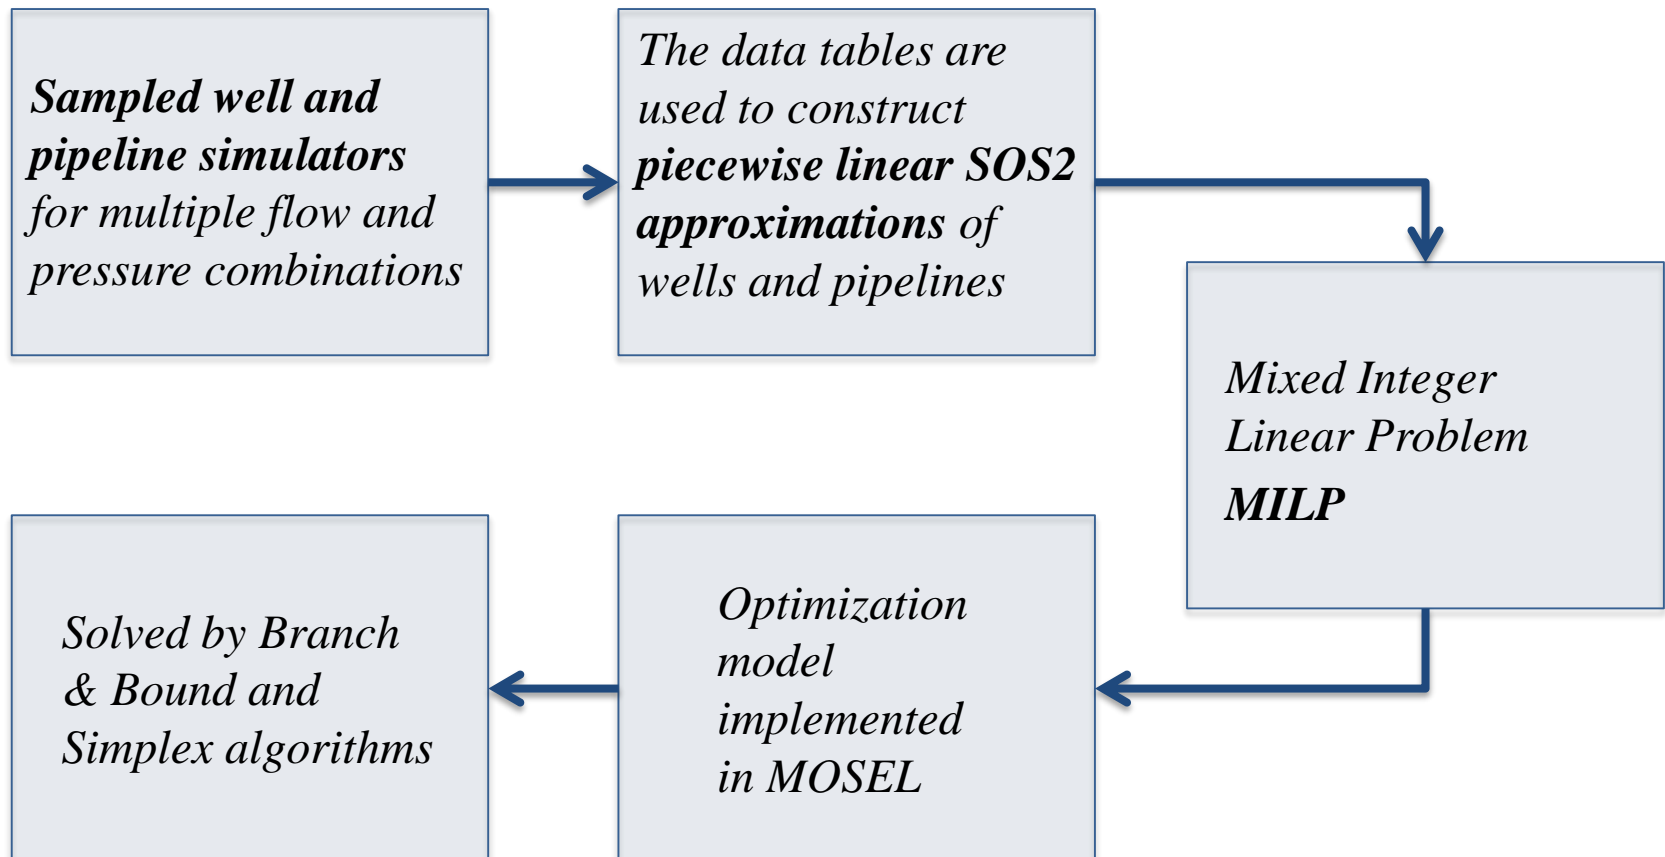 Sampled well and
pipeline simulators
for multiple flow and
pressure combinations
The data tables are
used to construct
piecewise linear SOS2
approximations of
wells and pipelines
Mixed Integer
Linear Problem
MILP
Optimization
model
implemented
in MOSEL
Solved by Branch
& Bound and
Simplex algorithms